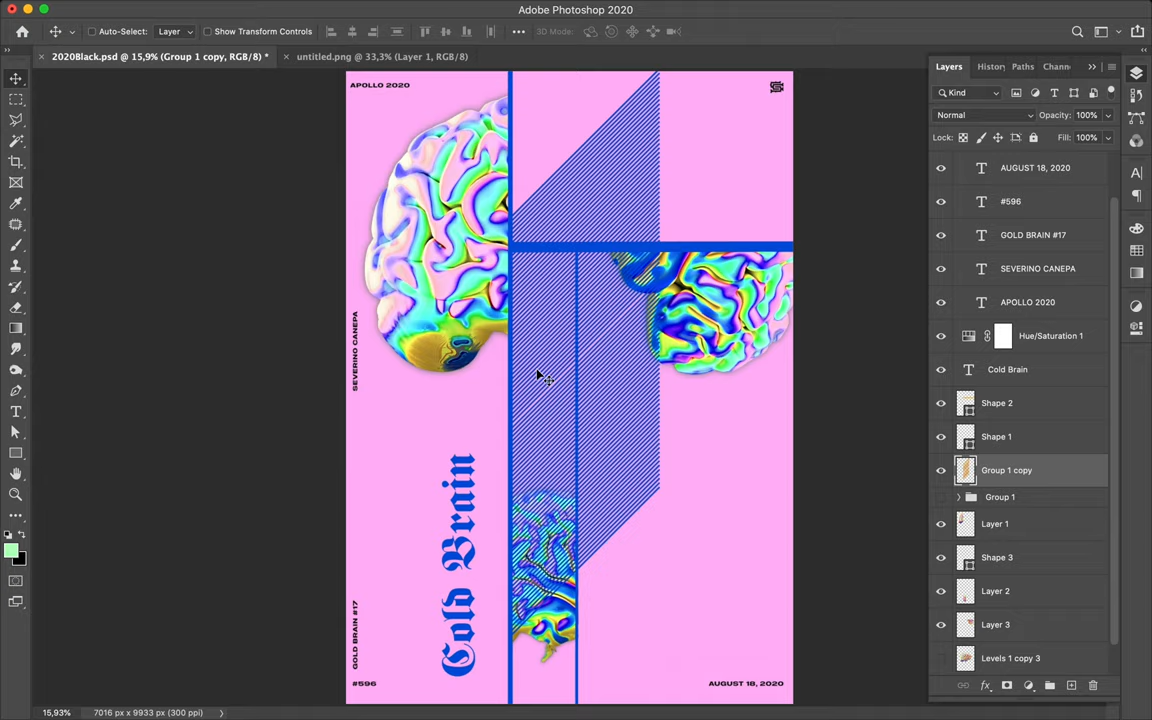 Adobe Photoshop 2020
Auto-Select:
Layer
Show Transform Controls
3D Mode:
2020Black.psd @ 15,9% (Group 1 copy, RGB/8) *
untitled.png @ 33,3% (Layer 1, RGB/8)
APOLLO 2020
SEVERINO CANEPA
Cold Brain
GOLD BRAIN #17
#596
AUGUST 18, 2020
Layers
History
Paths
Chann
Kind
Normal
Opacity: 100%
Lock:
Fill: 100%
AUGUST 18, 2020
#596
GOLD BRAIN #17
SEVERINO CANEPA
APOLLO 2020
Hue/Saturation 1
Cold Brain
Shape 2
Shape 1
Group 1 copy
Group 1
Layer 1
Shape 3
Layer 2
Layer 3
Levels 1 copy 3
15,93%
7016 px x 9933 px (300 ppi)